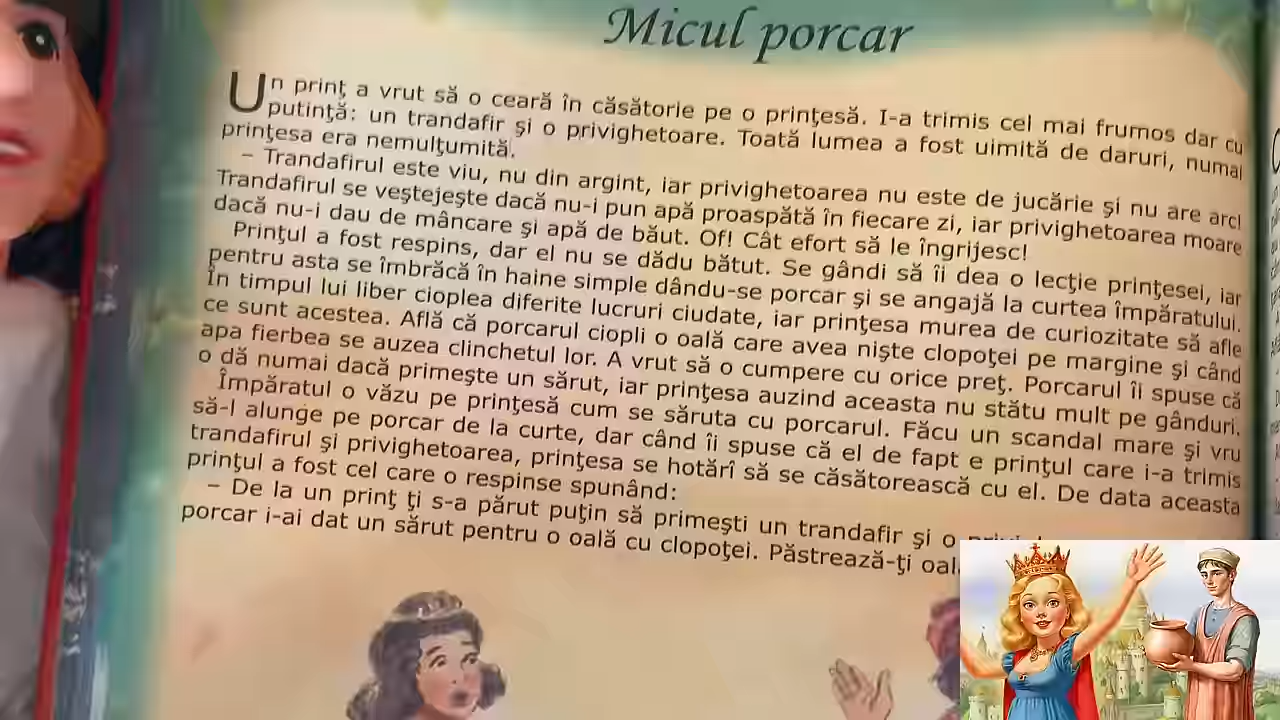 Micul porcar
Un prinţ a vrut să o ceară în căsătorie pe o prinţesă. I-a trimis cel mai frumos dar cu
putinţă: un trandafir şi o privighetoare. Toată lumea a fost uimită de daruri, numai
prinţesa era nemulţumită.
– Trandafirul este viu, nu din argint, iar privighetoarea nu este de jucărie şi nu are arc!
Trandafirul se veştejeşte dacă nu-i pun apă proaspătă în fiecare zi, iar privighetoarea moare
dacă nu-i dau de mâncare şi apă de băut. Of! Cât efort să le îngrijesc!
Prinţul a fost respins, dar el nu se dădu bătut. Se gândi să îi dea o lecţie prinţesei, iar
pentru asta se îmbrăcă în haine simple dându-se porcar şi se angajă la curtea împăratului.
În timpul lui liber cioplea diferite lucruri ciudate, iar prinţesa murea de curiozitate să afle
ce sunt acestea. Află că porcarul ciopli o oală care avea nişte clopoţei pe margine şi când
apa fierbea se auzea clinchetul lor. A vrut să o cumpere cu orice preţ. Porcarul îi spuse că
o dă numai dacă primeşte un sărut, iar prinţesa auzind aceasta nu stătu mult pe gânduri.
Împăratul o văzu pe prinţesă cum se săruta cu porcarul. Făcu un scandal mare şi vru
să-l alunge pe porcar de la curte, dar când îi spuse că el de fapt e prinţul care i-a trimis
trandafirul şi privighetoarea, prinţesa se hotărî să se căsătorească cu el. De data aceasta
prinţul a fost cel care o respinse spunând:
– De la un prinţ ţi s-a părut puţin să primeşti un trandafir şi o
porcar i-ai dat un sărut pentru o oală cu clopoţei. Păstrează-ţi